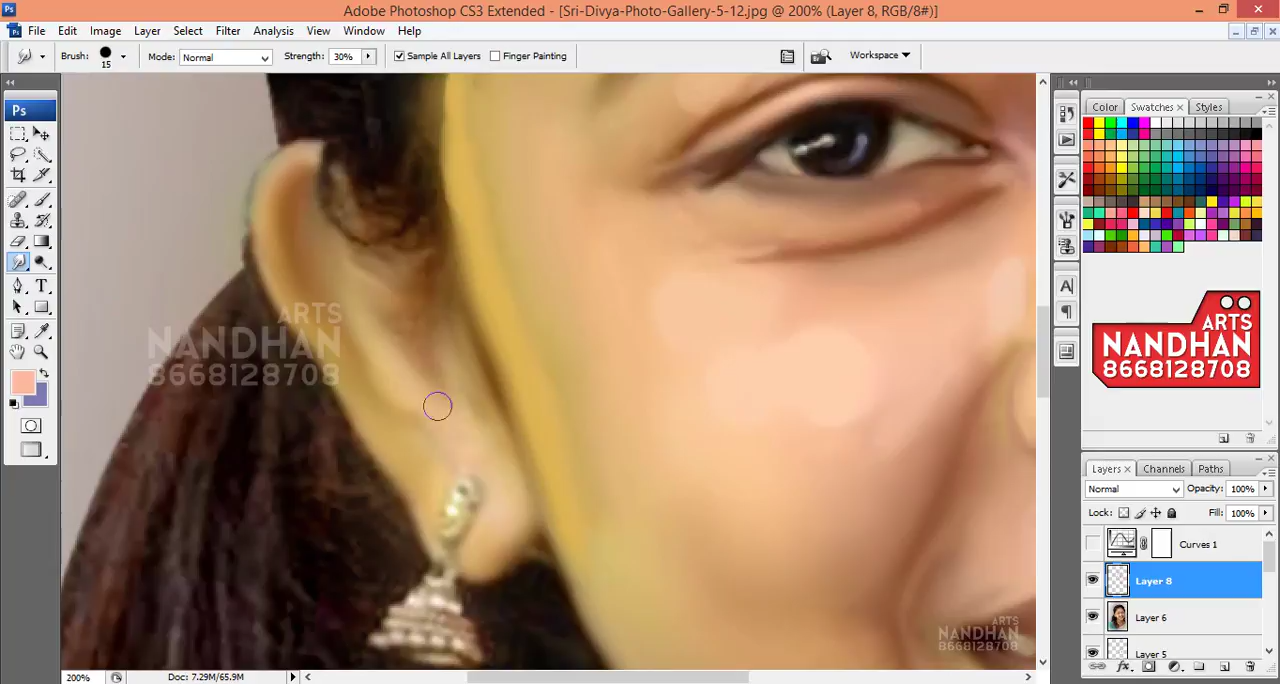 Adobe Photoshop CS3 Extended - [Sri-Divya-Photo-Gallery-5-12.jpg @ 200% (Layer 8, RGB/8#)]
File Edit Image Layer Select Filter Analysis View Window Help
Brush: 15 Mode: Normal Strength: 30% Sample All Layers Finger Painting Workspace
Ps
Color Swatches Styles
ARTS
NANDHAN
8668128708
ARTS
NANDHAN
8668128708
Layers Channels Paths
Normal Opacity: 100%
Lock: Fill: 100%
Curves 1
Layer 8
Layer 6
Layer 5
ARTS
NANDHAN
8668128708
200% Doc: 7.29M/65.9M